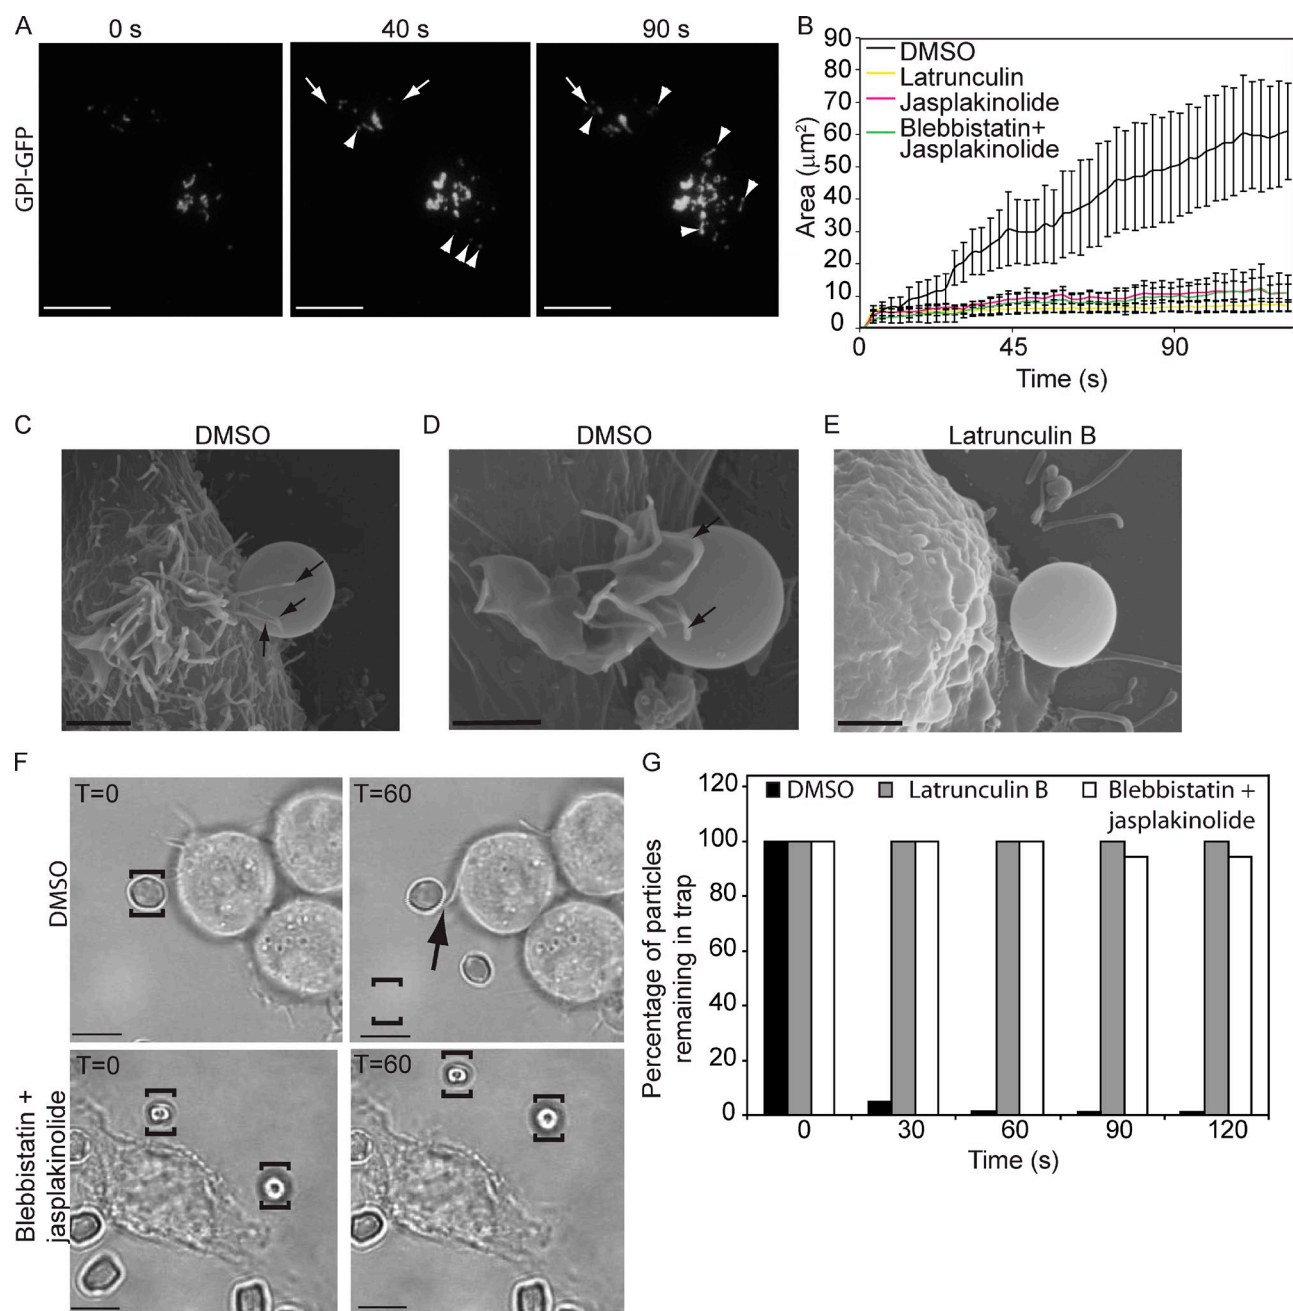 A
0 s
40 s
90 s
GPI-GFP
B
90
80
70
60
50
40
30
20
10
0
Area (μm²)
DMSO
Latrunculin
Jasplakinolide
Blebbistatin+
Jasplakinolide
0
45
90
Time (s)
C
DMSO
D
DMSO
E
Latrunculin B
F
DMSO
T=0
T=60
Blebbistatin +
jasplakinolide
T=0
T=60
G
Percentage of particles
remaining in trap
120
100
80
60
40
20
0
DMSO
Latrunculin B
Blebbistatin +
jasplakinolide
0
30
60
90
120
Time (s)